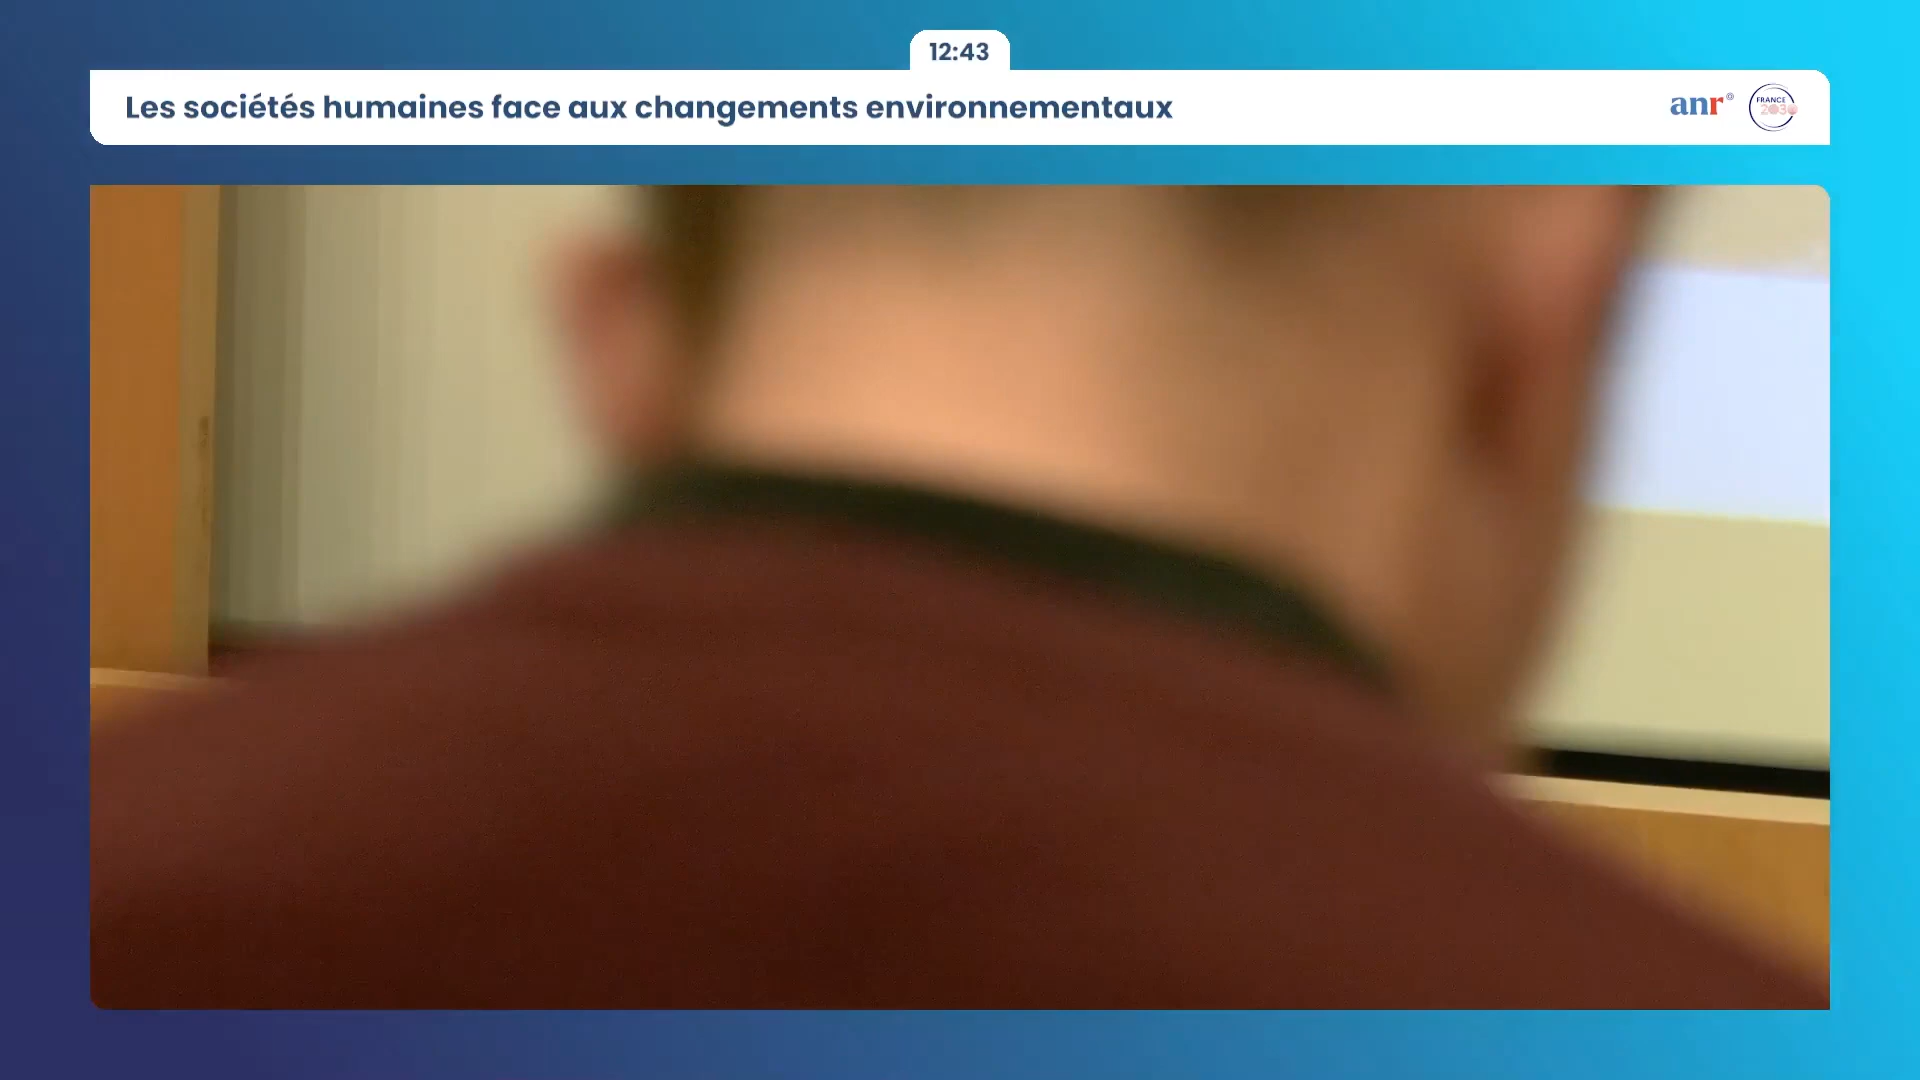 12:43
Les sociétés humaines face aux changements environnementaux
anr©
FRANCE
2030